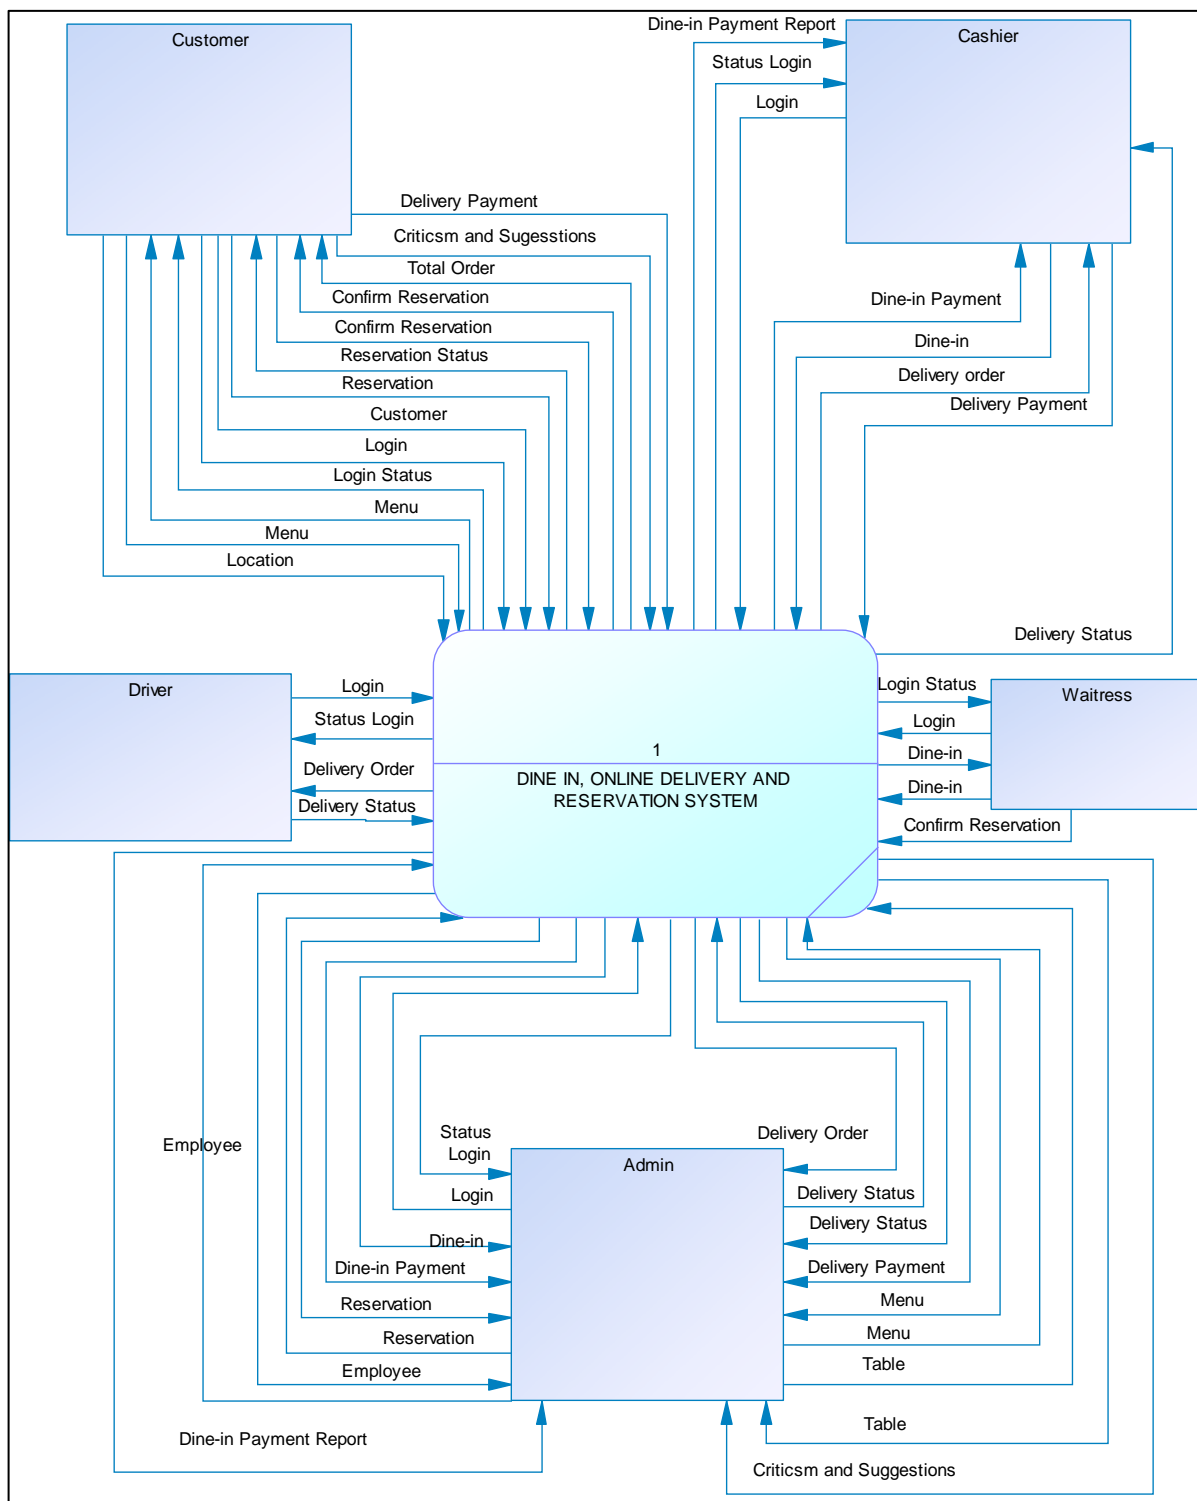 Customer
Dine-in Payment Report
Cashier
Status Login
Login
Delivery Payment
Criticsm and Sugesstions
Total Order
Confirm Reservation
Confirm Reservation
Reservation Status
Reservation
Customer
Login
Login Status
Menu
Menu
Location
Dine-in Payment
Dine-in
Delivery order
Delivery Payment
Delivery Status
Driver
Login
Status Login
Delivery Order
Delivery Status
1
DINE IN, ONLINE DELIVERY AND
RESERVATION SYSTEM
Login Status
Waitress
Login
Dine-in
Dine-in
Confirm Reservation
Employee
Status
Login
Login
Dine-in
Dine-in Payment
Reservation
Reservation
Employee
Dine-in Payment Report
Admin
Delivery Order
Delivery Status
Delivery Status
Delivery Payment
Menu
Menu
Table
Table
Criticsm and Suggestions